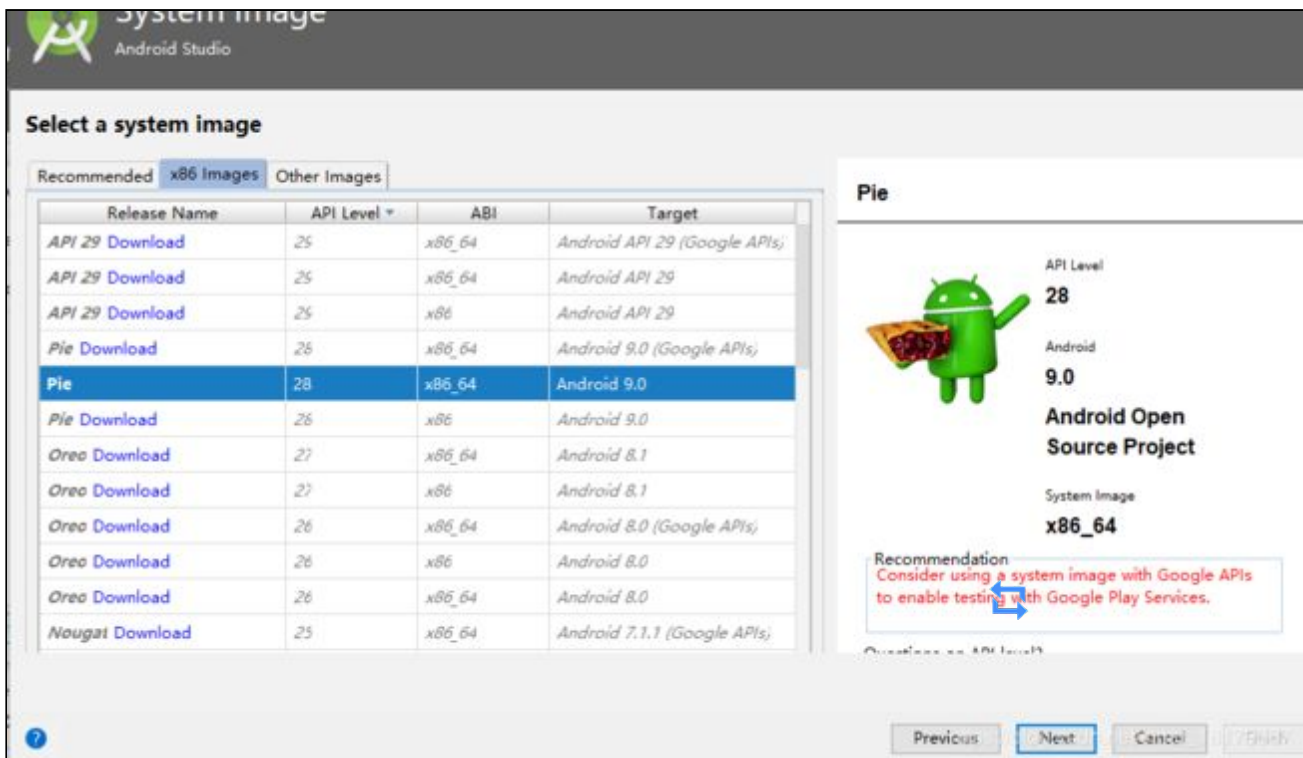 System Image
Android Studio
Select a system image
Recommended x86 Images Other Images
Release Name API Level ABI Target
API 29 Download 29 x86_64 Android API 29 (Google APIs)
API 29 Download 29 x86_64 Android API 29
API 29 Download 29 x86 Android API 29
Pie Download 28 x86_64 Android 9.0 (Google APIs)
Pie 28 x86_64 Android 9.0
Pie Download 28 x86 Android 9.0
Oreo Download 27 x86_64 Android 8.1
Oreo Download 27 x86 Android 8.1
Oreo Download 26 x86_64 Android 8.0 (Google APIs)
Oreo Download 26 x86 Android 8.0
Oreo Download 26 x86_64 Android 8.0
Nougat Download 25 x86_64 Android 7.1.1 (Google APIs)
Pie
API Level
28
Android
9.0
Android Open
Source Project
System Image
x86_64
Recommendation
Consider using a system image with Google APIs
to enable testing with Google Play Services.
Questions on API level?
? Previous Next Cancel